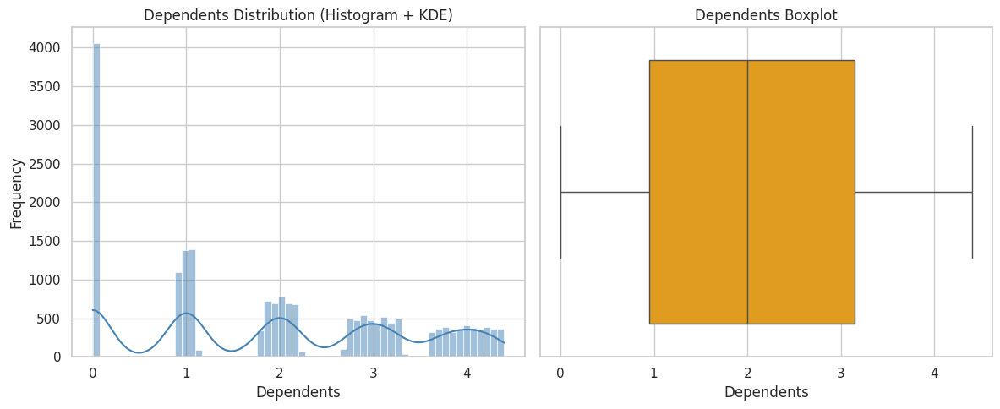 Dependents Distribution (Histogram + KDE)
Frequency
4000
3500
3000
2500
2000
1500
1000
500
0
0 1 2 3 4
Dependents
Dependents Boxplot
0 1 2 3 4
Dependents